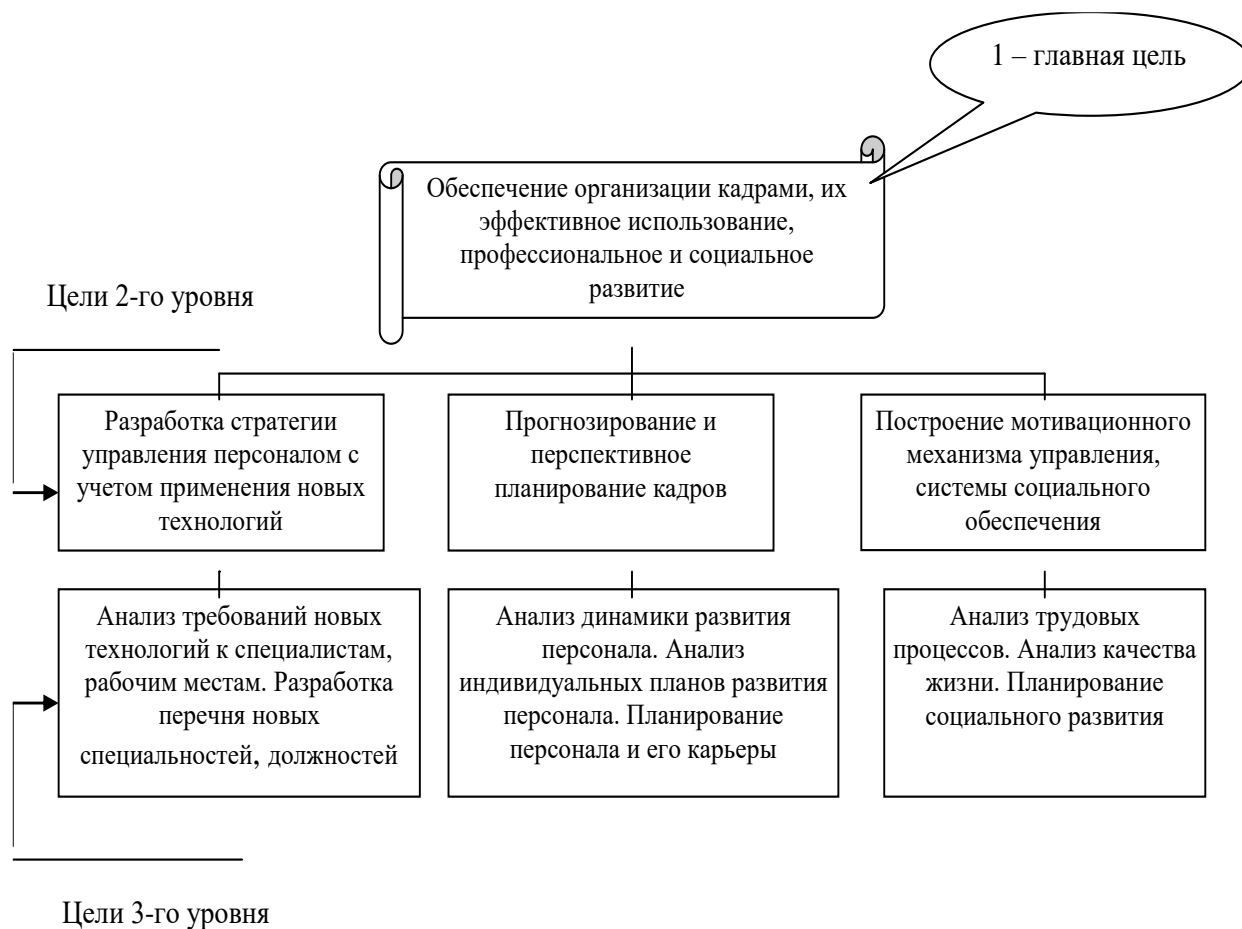 1 – главная цель
Обеспечение организации кадрами, их
эффективное использование,
профессиональное и социальное
развитие
Цели 2-го уровня
Разработка стратегии
управления персоналом с
учетом применения новых
технологий
Прогнозирование и
перспективное
планирование кадров
Построение мотивационного
механизма управления,
системы социального
обеспечения
Анализ требований новых
технологий к специалистам,
рабочим местам. Разработка
перечня новых
специальностей, должностей
Анализ динамики развития
персонала. Анализ
индивидуальных планов развития
персонала. Планирование
персонала и его карьеры
Анализ трудовых
процессов. Анализ качества
жизни. Планирование
социального развития
Цели 3-го уровня